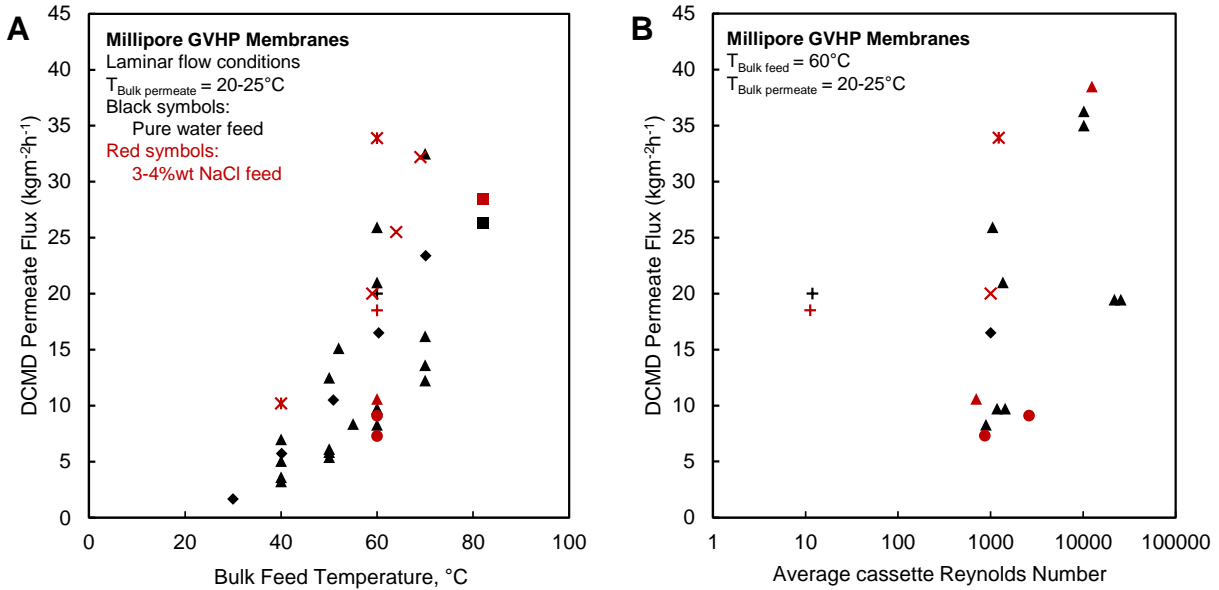 A
Millipore GVHP Membranes
Laminar flow conditions
T Bulk permeate = 20-25°C
Black symbols:
Pure water feed
Red symbols:
3-4%wt NaCl feed
DCMD Permeate Flux (kgm-2h-1)
45
40
35
30
25
20
15
10
5
0
0 20 40 60 80 100
Bulk Feed Temperature, °C
B
Millipore GVHP Membranes
T Bulk feed = 60°C
T Bulk permeate = 20-25°C
DCMD Permeate Flux (kgm-2h-1)
45
40
35
30
25
20
15
10
5
0
1 10 100 1000 10000 100000
Average cassette Reynolds Number